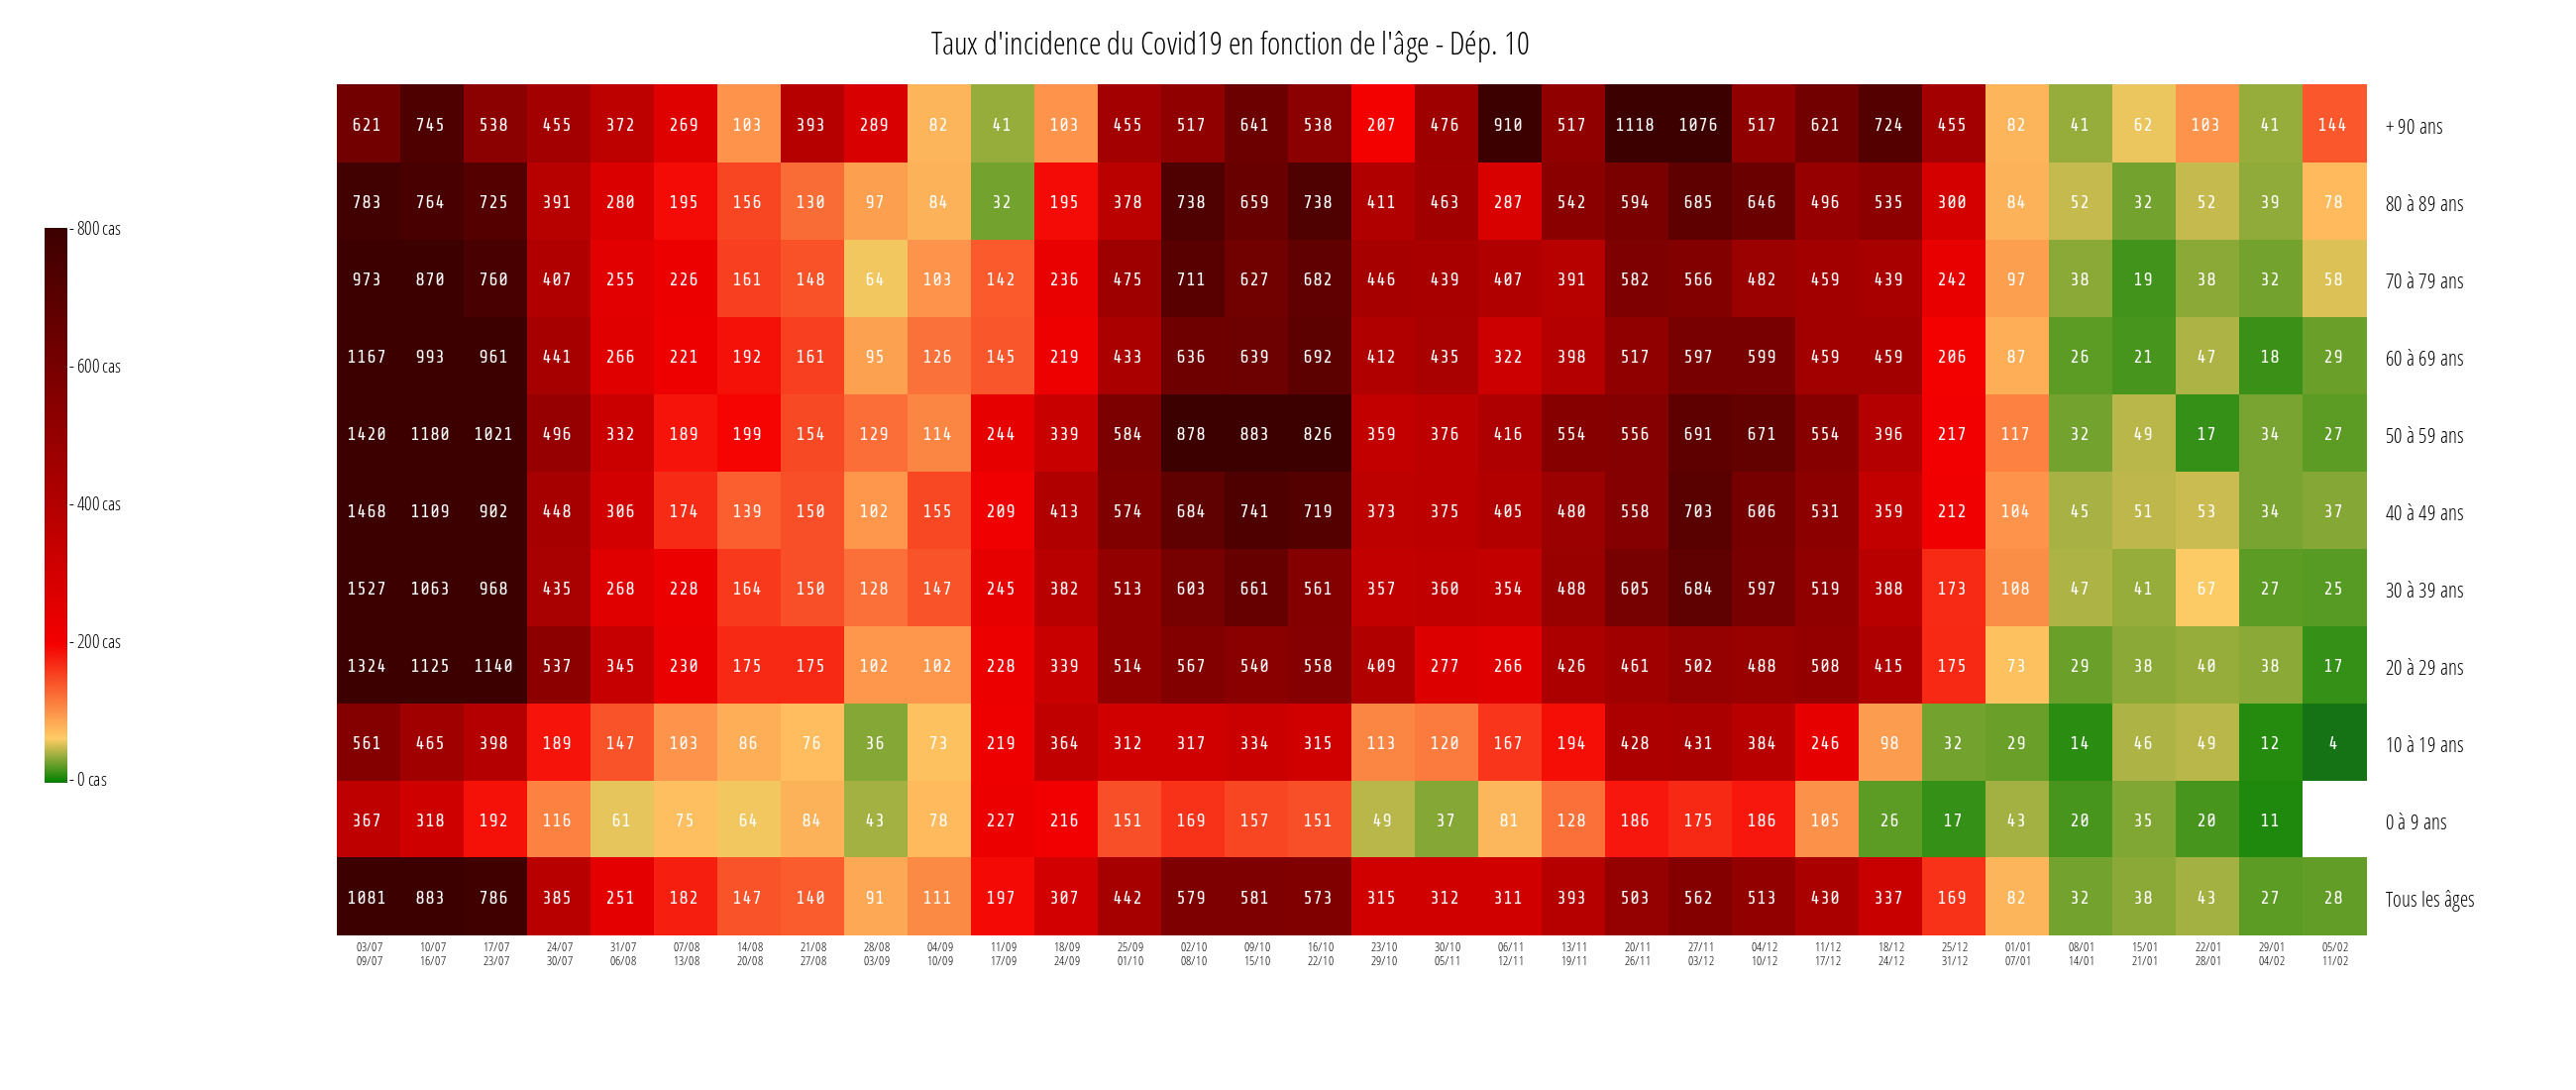 Taux d'incidence du Covid19 en fonction de l'âge - Dép. 10
621 745 538 455 372 269 103 393 289 82 41 103 455 517 641 538 207 476 910 517 1118 1076 517 621 724 455 82 41 62 103 41 144 + 90 ans
783 764 725 391 280 195 156 130 97 84 32 195 378 738 659 738 411 463 287 542 594 685 646 496 535 300 84 52 32 52 39 78 80 à 89 ans
- 800 cas
973 870 760 407 255 226 161 148 64 103 142 236 475 711 627 682 446 439 407 391 582 566 482 459 439 242 97 38 19 38 32 58 70 à 79 ans
1167 993 961 441 266 221 192 161 95 126 145 219 433 636 639 692 412 435 322 398 517 597 599 459 459 206 87 26 21 47 18 29 60 à 69 ans
- 600 cas
1420 1180 1021 496 332 189 199 154 129 114 244 339 584 878 883 826 359 376 416 554 556 691 671 554 396 217 117 32 49 17 34 27 50 à 59 ans
- 400 cas
1468 1109 902 448 306 174 139 150 102 155 209 413 574 684 741 719 373 375 405 480 558 703 606 531 359 212 104 45 51 53 34 37 40 à 49 ans
1527 1063 968 435 268 228 164 150 128 147 245 382 513 603 661 561 357 360 354 488 605 684 597 519 388 173 108 47 41 67 27 25 30 à 39 ans
- 200 cas
1324 1125 1140 537 345 230 175 175 102 102 228 339 514 567 540 558 409 277 266 426 461 502 488 508 415 175 73 29 38 40 38 17 20 à 29 ans
561 465 398 189 147 103 86 76 36 73 219 364 312 317 334 315 113 120 167 194 428 431 384 246 98 32 29 14 46 49 12 4 10 à 19 ans
- 0 cas
367 318 192 116 61 75 64 84 43 78 227 216 151 169 157 151 49 37 81 128 186 175 186 105 26 17 43 20 35 20 11 0 à 9 ans
1081 883 786 385 251 182 147 140 91 111 197 307 442 579 581 573 315 312 311 393 503 562 513 430 337 169 82 32 38 43 27 28 Tous les âges
03/07 10/07 17/07 24/07 31/07 07/08 14/08 21/08 28/08 04/09 11/09 18/09 25/09 02/10 09/10 16/10 23/10 30/10 06/11 13/11 20/11 27/11 04/12 11/12 18/12 25/12 01/01 08/01 15/01 22/01 29/01 05/02
09/07 16/07 23/07 30/07 06/08 13/08 20/08 27/08 03/09 10/09 17/09 24/09 01/10 08/10 15/10 22/10 29/10 05/11 12/11 19/11 26/11 03/12 10/12 17/12 24/12 31/12 07/01 14/01 21/01 28/01 04/02 11/02